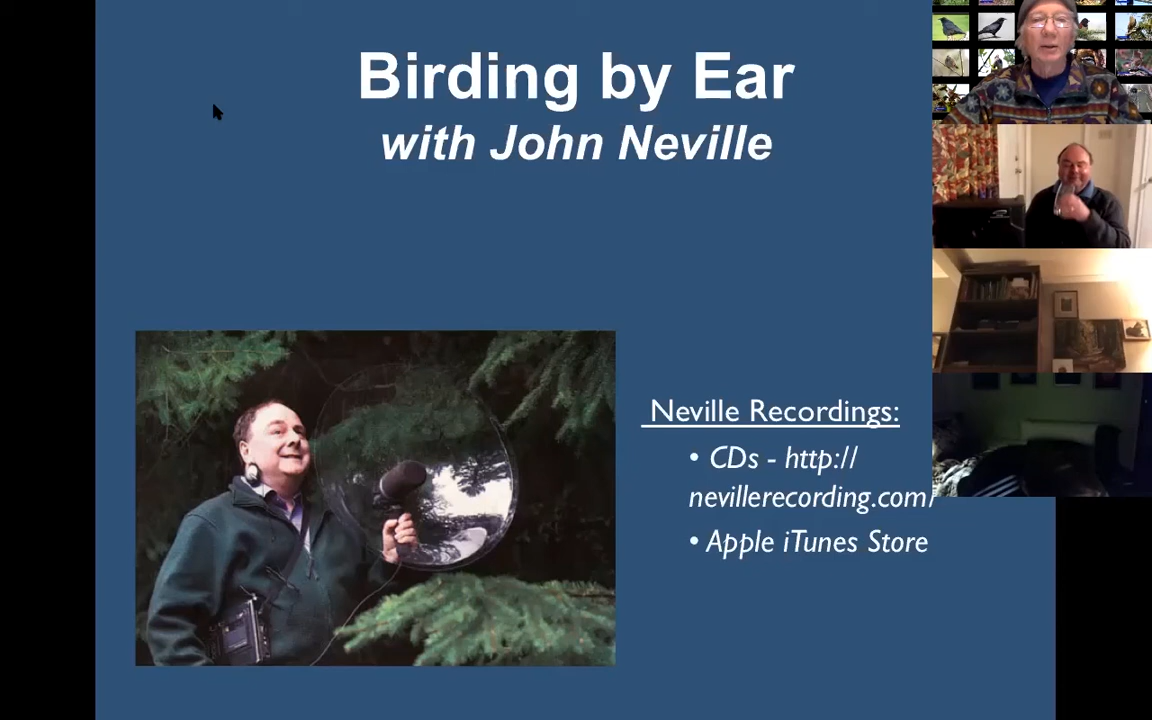 Birding by Ear
with John Neville
Neville Recordings:
• CDs - http://
nevillerecording.com/
• Apple iTunes Store